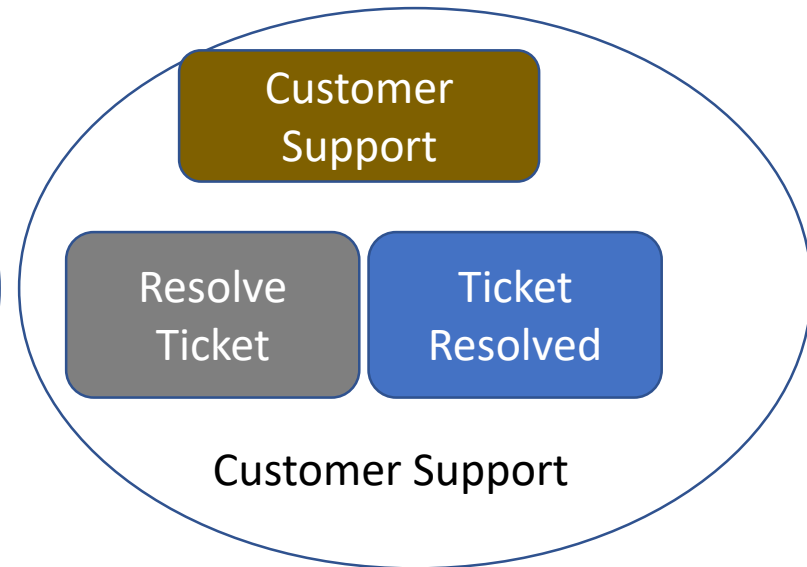 Customer
Support
Resolve
Ticket
Ticket
Resolved
Customer Support